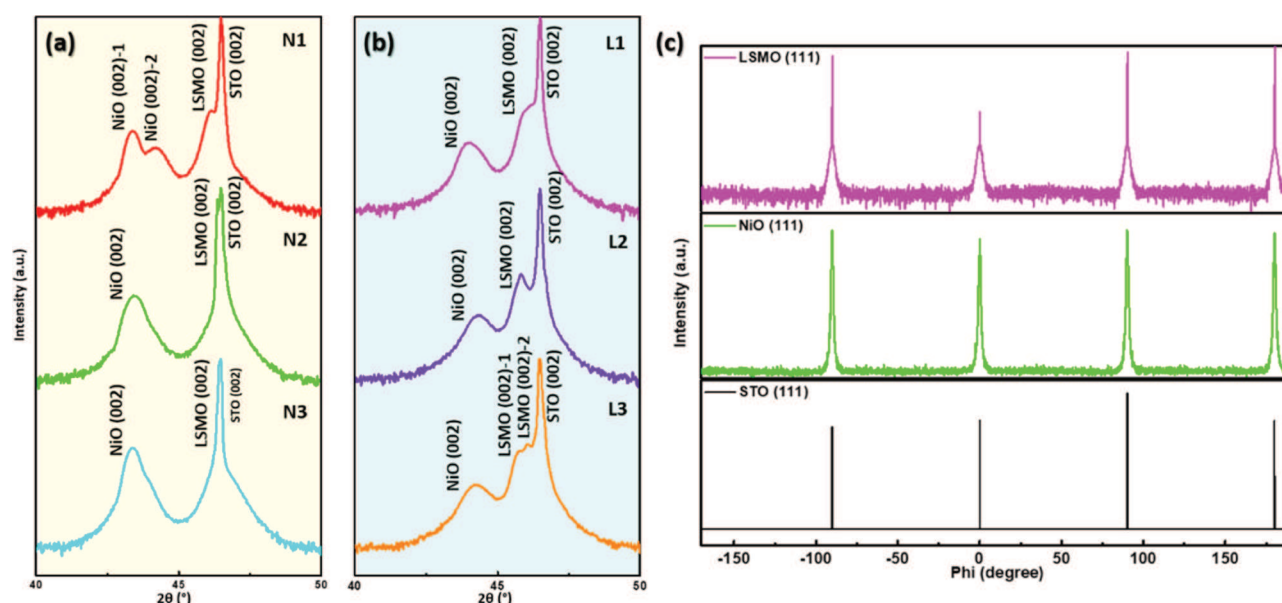 (a)
N1
NiO (002)-1
NiO (002)-2
LSMO (002)
STO (002)
N2
NiO (002)
LSMO (002)
STO (002)
N3
NiO (002)
LSMO (002)
STO (002)
Intensity (a.u.)
40
45
50
2θ (°)
(b)
L1
NiO (002)
LSMO (002)
STO (002)
L2
NiO (002)
LSMO (002)
STO (002)
L3
NiO (002)
LSMO (002)-1
LSMO (002)-2
STO (002)
40
45
50
2θ (°)
(c)
LSMO (111)
NiO (111)
STO (111)
Intensity (a.u.)
-150
-100
-50
0
50
100
150
Phi (degree)